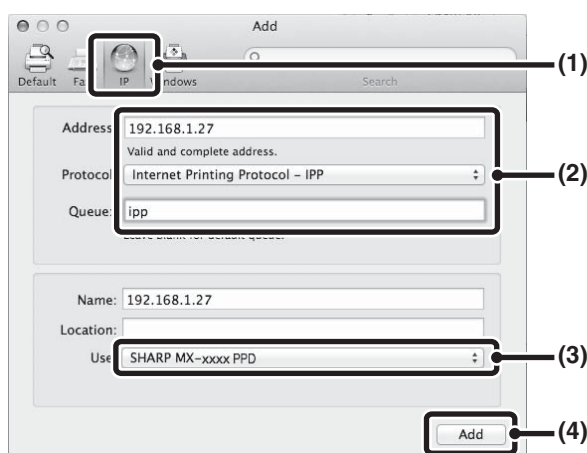 Add
(1)
Default Fa IP ndows Search
Address 192.168.1.27
Valid and complete address.
(2)
Protocol Internet Printing Protocol – IPP
Queue: ipp
Leave blank for default queue.
Name: 192.168.1.27
Location:
(3)
Use SHARP MX-xxxx PPD
Add (4)